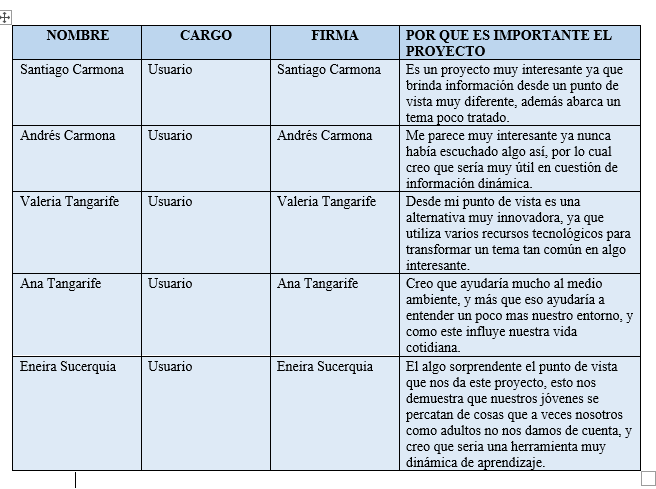 NOMBRE CARGO FIRMA POR QUE ES IMPORTANTE EL
PROYECTO
Santiago Carmona Usuario Santiago Carmona Es un proyecto muy interesante ya que
brinda información desde un punto de
vista muy diferente, además abarca un
tema poco tratado.
Andrés Carmona Usuario Andrés Carmona Me parece muy interesante ya nunca
había escuchado algo así, por lo cual
creo que sería muy útil en cuestión de
información dinámica.
Valeria Tangarife Usuario Valeria Tangarife Desde mi punto de vista es una
alternativa muy innovadora, ya que
utiliza varios recursos tecnológicos para
transformar un tema tan común en algo
interesante.
Ana Tangarife Usuario Ana Tangarife Creo que ayudaría mucho al medio
ambiente, y más que eso ayudaría a
entender un poco mas nuestro entorno, y
como este influye nuestra vida
cotidiana.
Eneira Sucerquia Usuario Eneira Sucerquia El algo sorprendente el punto de vista
que nos da este proyecto, esto nos
demuestra que nuestros jóvenes se
percatan de cosas que a veces nosotros
como adultos no nos damos de cuenta, y
creo que seria una herramienta muy
dinámica de aprendizaje.